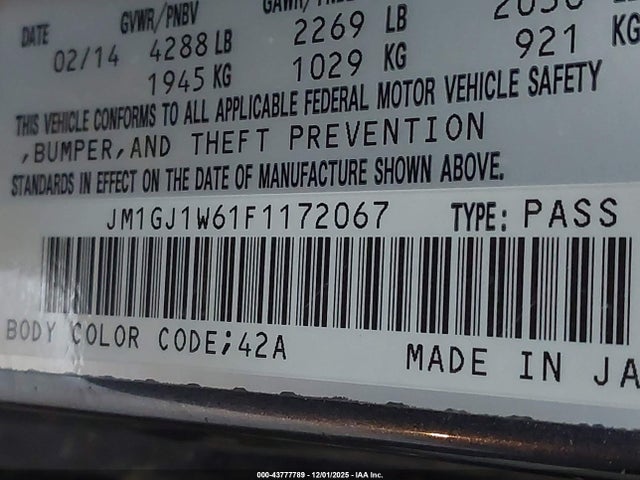 DATE GVWR/PNBV
02/14 4288 LB 2269 LB
1945 KG 1029 KG 921 KG
THIS VEHICLE CONFORMS TO ALL APPLICABLE FEDERAL MOTOR VEHICLE SAFETY
,BUMPER,AND THEFT PREVENTION
STANDARDS IN EFFECT ON THE DATE OF MANUFACTURE SHOWN ABOVE.
JM1GJ1W61F1172067 TYPE: PASS
BODY COLOR CODE;42A
MADE IN JA
000-43777789 - 12/01/2025 - IAA Inc.